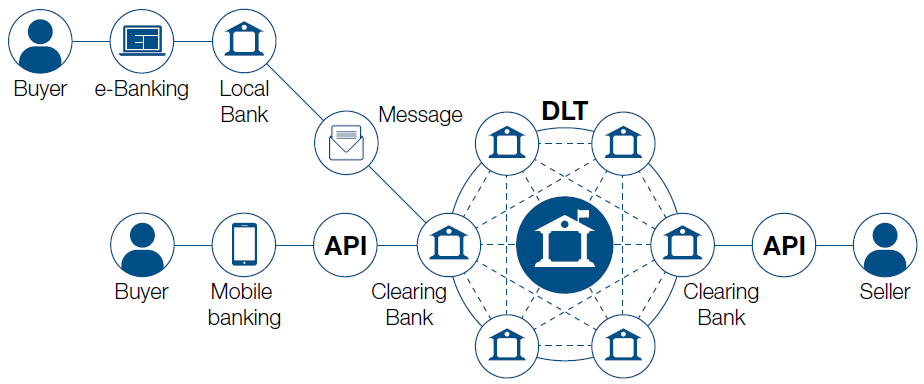 Buyer
e-Banking
Local
Bank
Message
DLT
Buyer
Mobile
banking
API
Clearing
Bank
Clearing
Bank
API
Seller